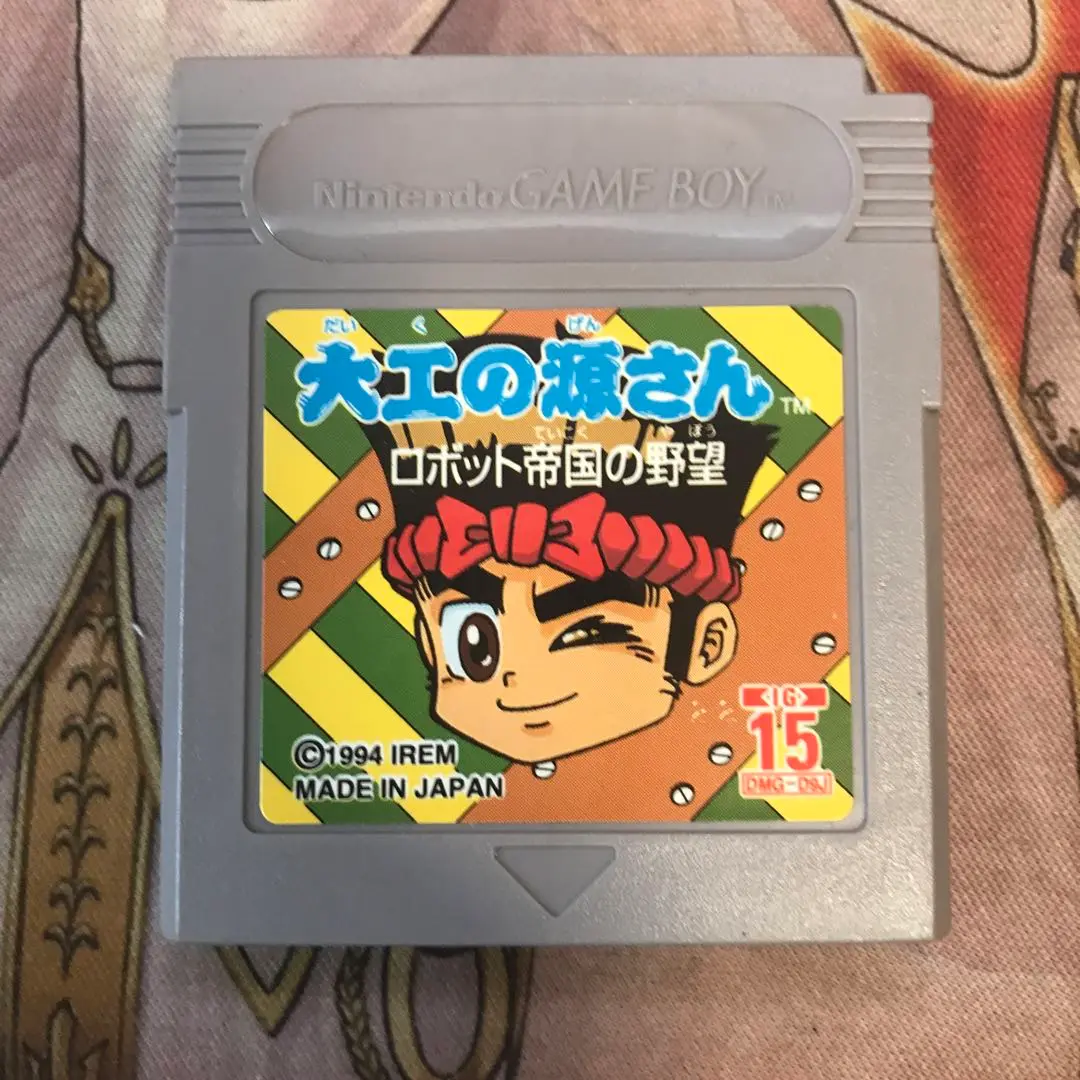 Nintendo GAME BOY TM
だい く げん
大工の源さん TM
ていこく や ぼう
ロボット帝国の野望
©1994 IREM
MADE IN JAPAN
IG
15
DMG-D9J